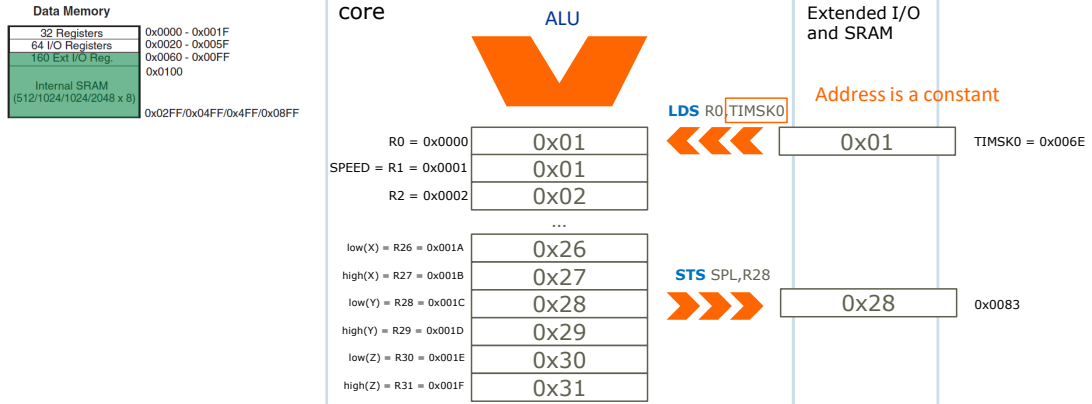 Data Memory
32 Registers
0x0000 - 0x001F
64 I/O Registers
0x0020 - 0x005F
160 Ext I/O Reg.
0x0060 - 0x00FF
0x0100
Internal SRAM
(512/1024/1024/2048 x 8)
0x02FF/0x04FF/0x4FF/0x08FF
core
ALU
Extended I/O
and SRAM
Address is a constant
LDS R0,TIMSK0
R0 = 0x0000
0x01
0x01
TIMSK0 = 0x006E
SPEED = R1 = 0x0001
0x01
R2 = 0x0002
0x02
...
low(X) = R26 = 0x001A
0x26
high(X) = R27 = 0x001B
0x27
STS SPL,R28
low(Y) = R28 = 0x001C
0x28
0x28
0x0083
high(Y) = R29 = 0x001D
0x29
low(Z) = R30 = 0x001E
0x30
high(Z) = R31 = 0x001F
0x31